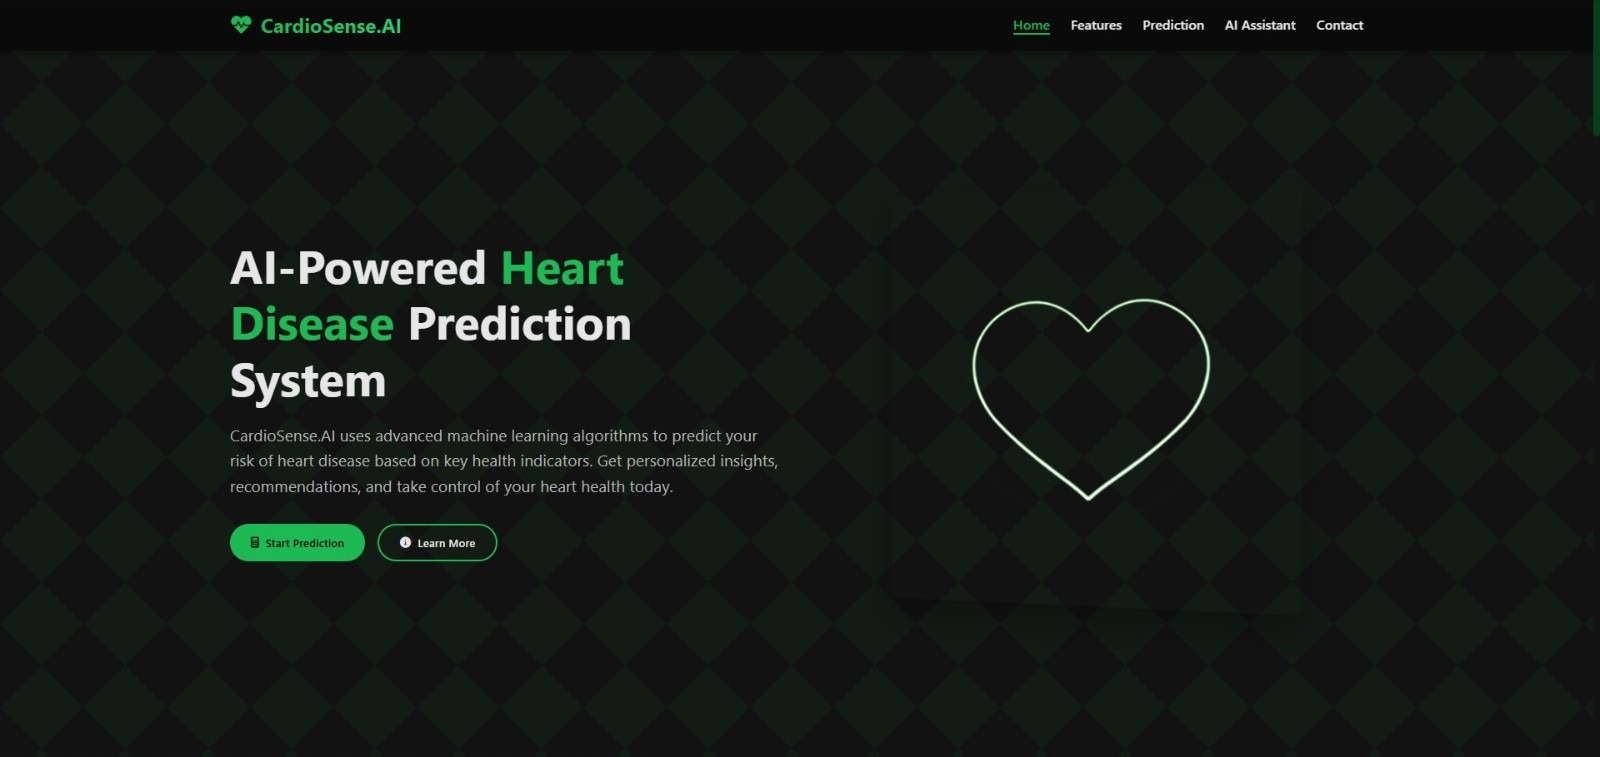 CardioSense.AI
Home Features Prediction AI Assistant Contact
AI-Powered Heart
Disease Prediction
System
CardioSense.AI uses advanced machine learning algorithms to predict your
risk of heart disease based on key health indicators. Get personalized insights,
recommendations, and take control of your heart health today.
Start Prediction Learn More